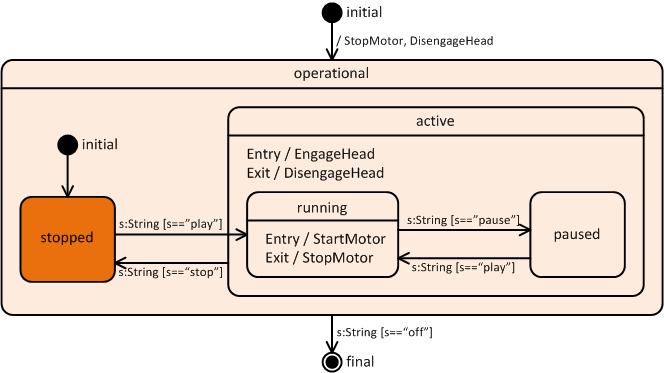 initial
/ StopMotor, DisengageHead
operational
active
initial
Entry / EngageHead
Exit / DisengageHead
running
s:String [s==”play”]
s:String [s==”pause”]
stopped
Entry / StartMotor
paused
Exit / StopMotor
s:String [s==“stop”]
s:String [s==“play”]
s:String [s==“off”]
final